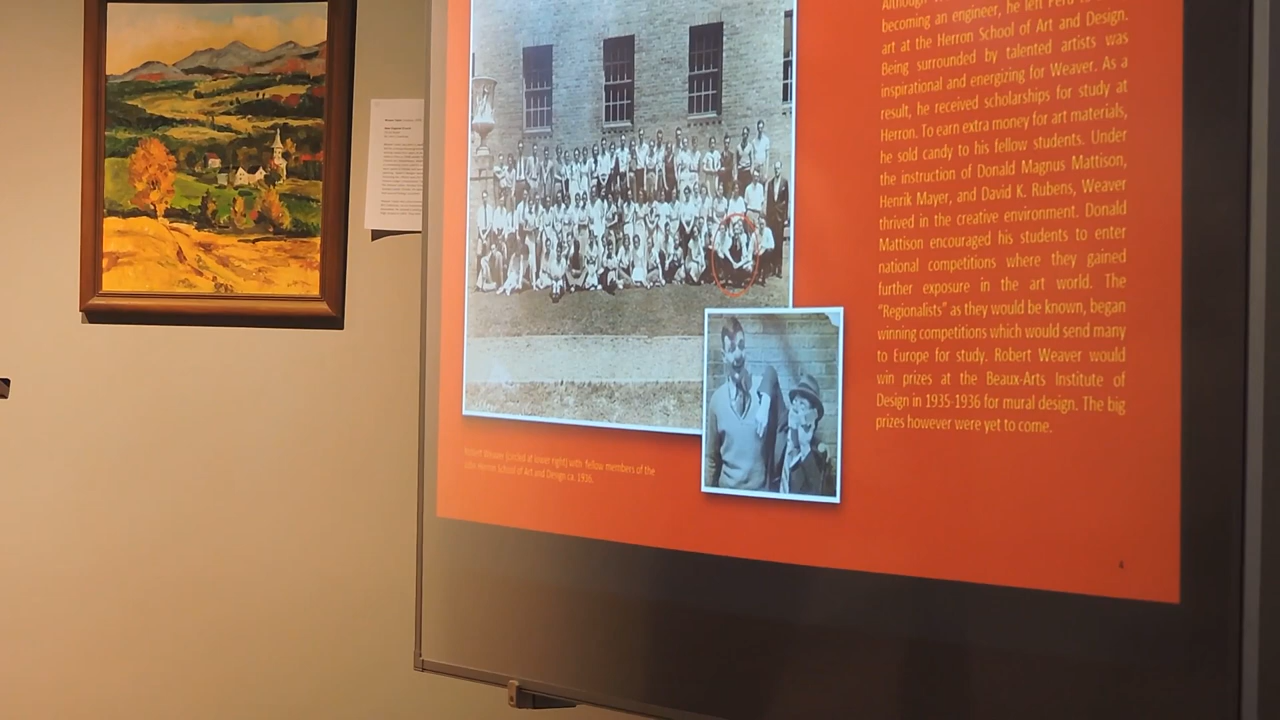 becoming an engineer, he left Peru to
art at the Herron School of Art and Design.
Being surrounded by talented artists was
inspirational and energizing for Weaver. As a
result, he received scholarships for study at
Herron. To earn extra money for art materials,
he sold candy to his fellow students. Under
the instruction of Donald Magnus Mattison,
Henrik Mayer, and David K. Rubens, Weaver
thrived in the creative environment. Donald
Mattison encouraged his students to enter
national competitions where they gained
further exposure in the art world. The
“Regionalists” as they would be known, began
winning competitions which would send many
to Europe for study. Robert Weaver would
win prizes at the Beaux-Arts Institute of
Design in 1935-1936 for mural design. The big
prizes however were yet to come.
Robert Weaver (circled at lower right) with fellow members of the
John Herron School of Art and Design ca. 1936.